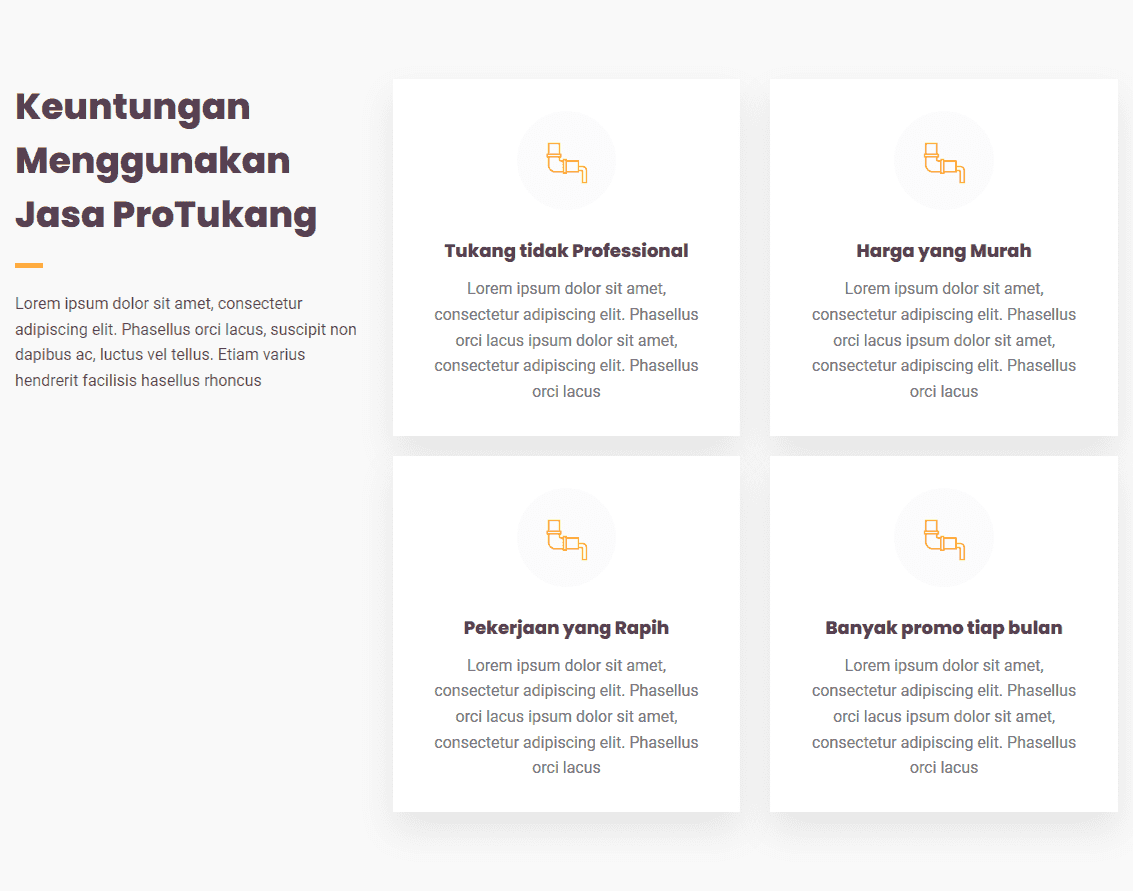 Keuntungan
Menggunakan
Jasa ProTukang
Lorem ipsum dolor sit amet, consectetur
adipiscing elit. Phasellus orci lacus, suscipit non
dapibus ac, luctus vel tellus. Etiam varius
hendrerit facilisis hasellus rhoncus
Tukang tidak Professional
Lorem ipsum dolor sit amet,
consectetur adipiscing elit. Phasellus
orci lacus ipsum dolor sit amet,
consectetur adipiscing elit. Phasellus
orci lacus
Harga yang Murah
Lorem ipsum dolor sit amet,
consectetur adipiscing elit. Phasellus
orci lacus ipsum dolor sit amet,
consectetur adipiscing elit. Phasellus
orci lacus
Pekerjaan yang Rapih
Lorem ipsum dolor sit amet,
consectetur adipiscing elit. Phasellus
orci lacus ipsum dolor sit amet,
consectetur adipiscing elit. Phasellus
orci lacus
Banyak promo tiap bulan
Lorem ipsum dolor sit amet,
consectetur adipiscing elit. Phasellus
orci lacus ipsum dolor sit amet,
consectetur adipiscing elit. Phasellus
orci lacus